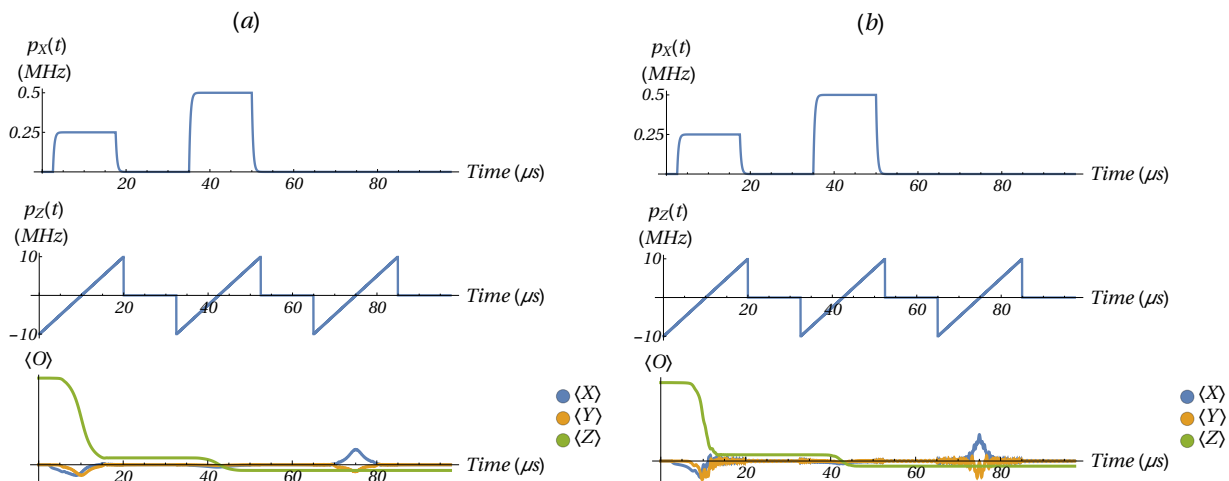 (a)
p_X(t)
(MHz)
0.5
0.25
20 40 60 80
Time (μs)
p_Z(t)
(MHz)
10
20 40 60 80
Time (μs)
−10
⟨O⟩
⟨X⟩
⟨Y⟩
⟨Z⟩
20 40 60 80
Time (μs)
(b)
p_X(t)
(MHz)
0.5
0.25
20 40 60 80
Time (μs)
p_Z(t)
(MHz)
10
20 40 60 80
Time (μs)
−10
⟨O⟩
⟨X⟩
⟨Y⟩
⟨Z⟩
20 40 60 80
Time (μs)